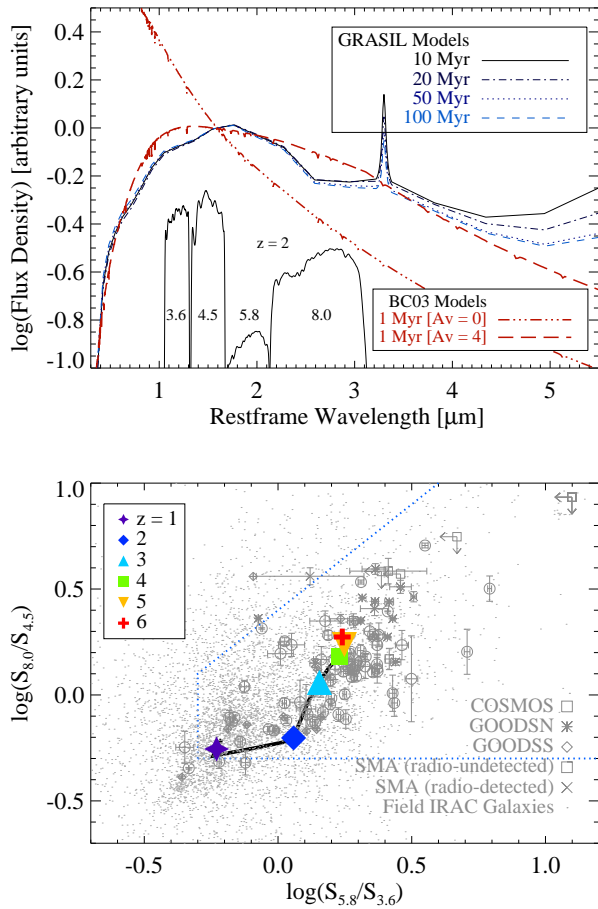 log(Flux Density) [arbitrary units]
0.4
0.2
0.0
-0.2
-0.4
-0.6
-0.8
-1.0
GRASIL Models
10 Myr
20 Myr
50 Myr
100 Myr
z = 2
3.6
4.5
5.8
8.0
BC03 Models
1 Myr [Av = 0]
1 Myr [Av = 4]
1 2 3 4 5
Restframe Wavelength [μm]
log(S8.0/S4.5)
1.0
0.5
0.0
-0.5
z = 1
2
3
4
5
6
COSMOS
GOODSN
GOODSS
SMA (radio-undetected)
SMA (radio-detected)
Field IRAC Galaxies
-0.5 0.0 0.5 1.0
log(S5.8/S3.6)